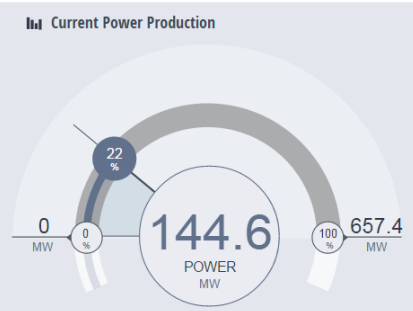 Current Power Production
22
%
0
MW
0
%
144.6
POWER
MW
100
%
657.4
MW